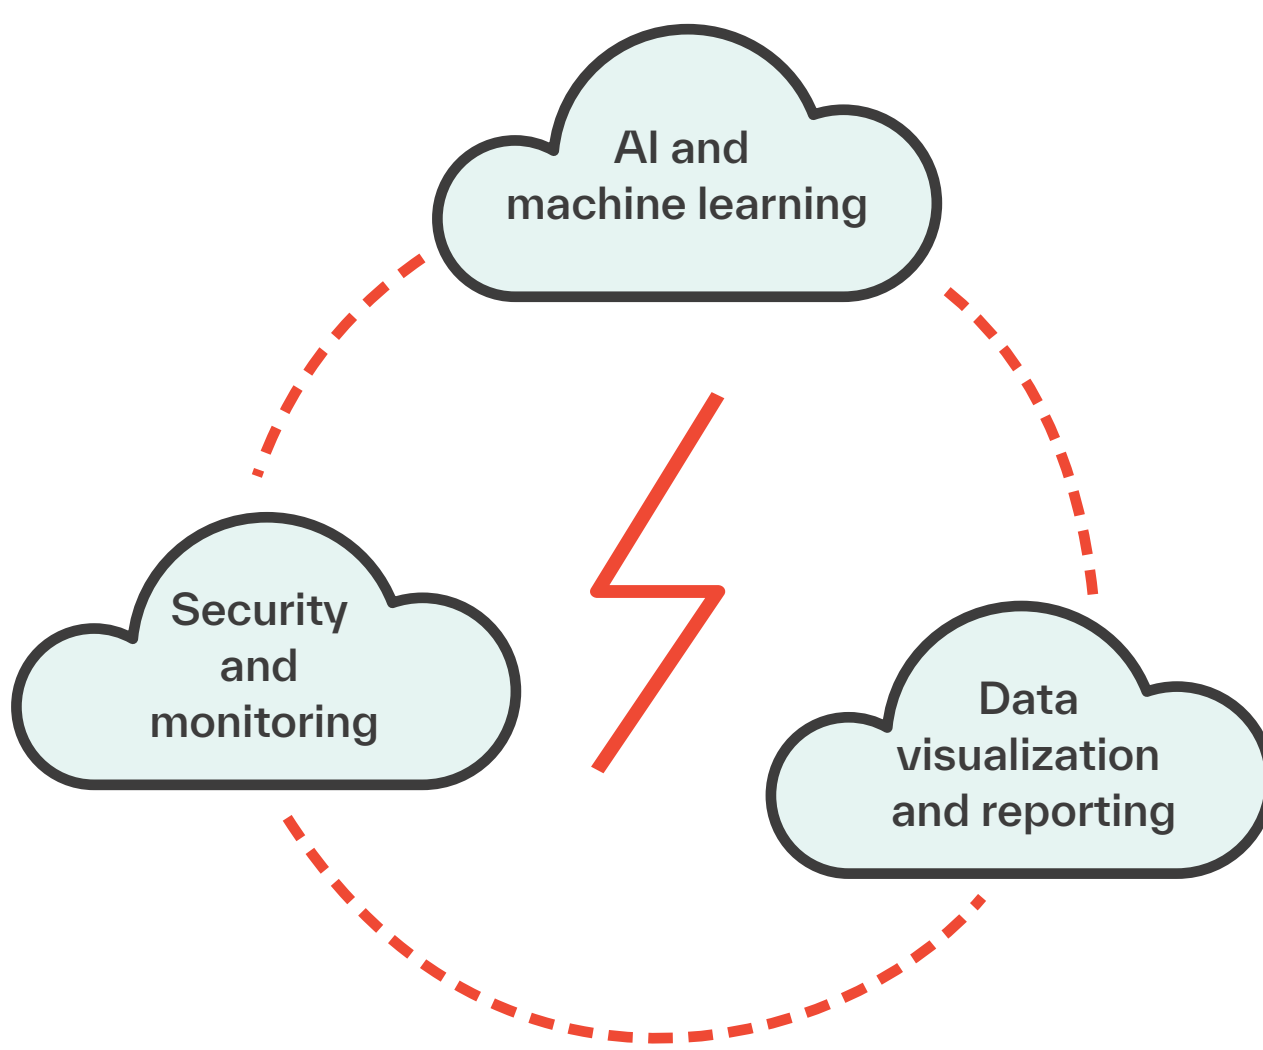 AI and
machine learning
Security
and
monitoring
Data
visualization
and reporting